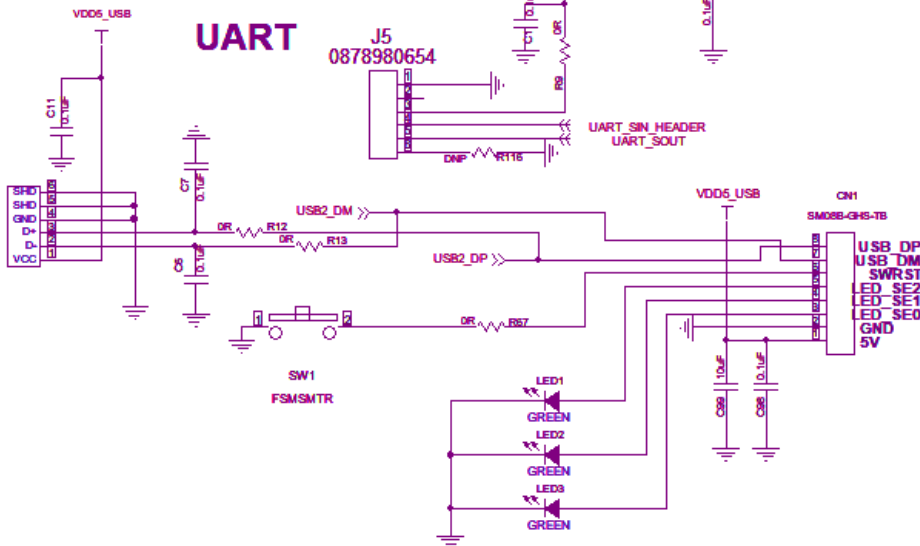 VDD5_USB
UART
J5
0878980654
C1
0R
R9
0.1uF
C11
0.1uF
1
2
3
4
5
6
UART_SIN_HEADER
UART_SOUT
DNP
R116
C7
0.1uF
SHD
SHD
GND
D+
D-
VCC
USB2_DM
0R
R12
0R
R13
USB2_DP
0.1uF
VDD5_USB
CN1
SM08B-GHS-TB
USB_DP
USB_DM
SWRST
LED_SE2
LED_SE1
LED_SE0
GND
5V
1
2
0R
R67
SW1
FSMSMTR
10uF
C99
0.1uF
C98
LED1
GREEN
LED2
GREEN
LED3
GREEN